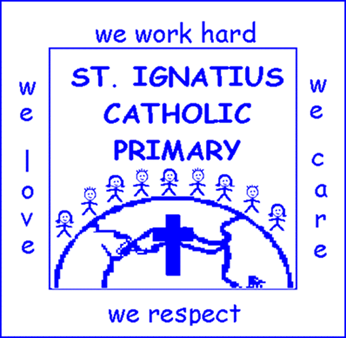 we work hard
we love
ST. IGNATIUS
CATHOLIC
PRIMARY
we care
we respect